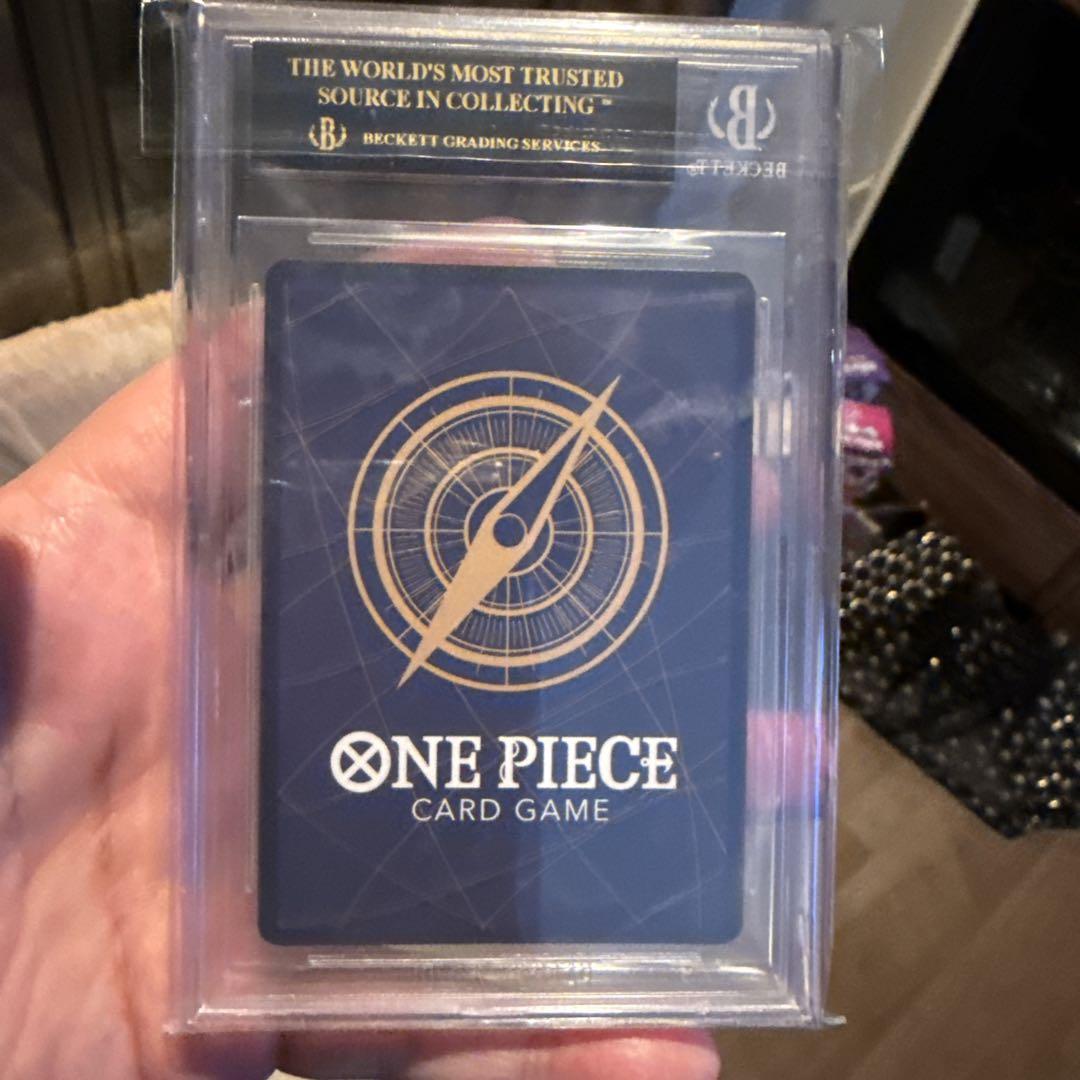 THE WORLD'S MOST TRUSTED
SOURCE IN COLLECTING™
B BECKETT GRADING SERVICES
B
BECKETT®
ONE PIECE
CARD GAME